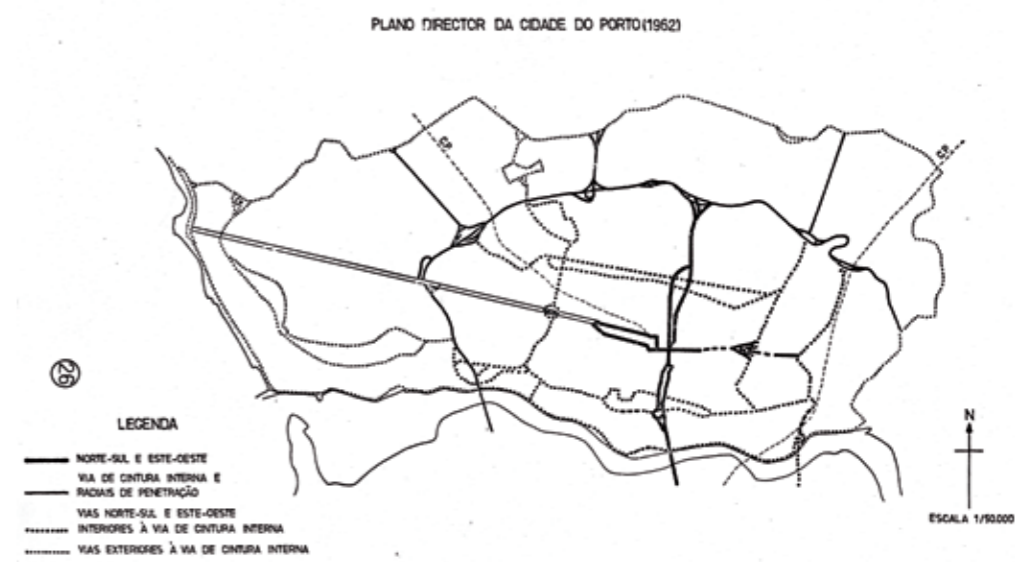 PLANO DIRECTOR DA CIDADE DO PORTO (1962)
C.P.
C.P.
26
LEGENDA
NORTE-SUL E ESTE-OESTE
VIA DE CINTURA INTERNA E
RADIAIS DE PENETRAÇÃO
VIAS NORTE-SUL E ESTE-OESTE
INTERIORES À VIA DE CINTURA INTERNA
VIAS EXTERIORES À VIA DE CINTURA INTERNA
N
ESCALA 1/50.000